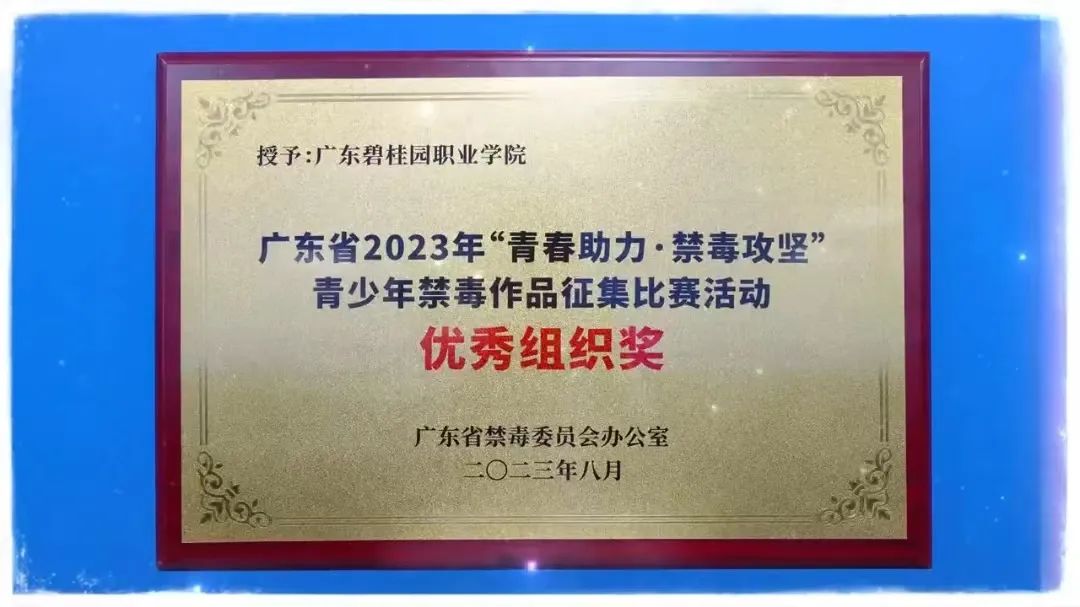 授予:广东碧桂园职业学院
广东省2023年“青春助力·禁毒攻坚”
青少年禁毒作品征集比赛活动
优秀组织奖
广东省禁毒委员会办公室
二〇二三年八月